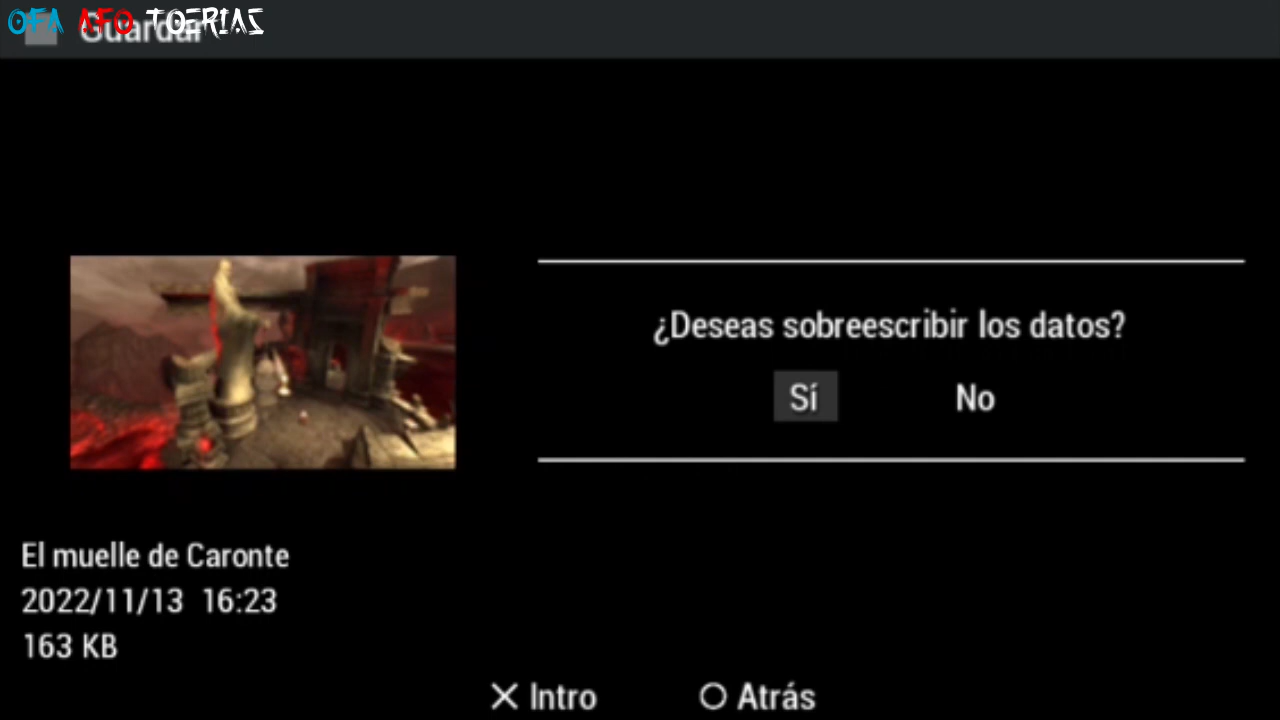 OFA AFO TOERIAS
Guardar
¿Deseas sobreescribir los datos?
Sí No
El muelle de Caronte
2022/11/13 16:23
163 KB
X Intro O Atrás